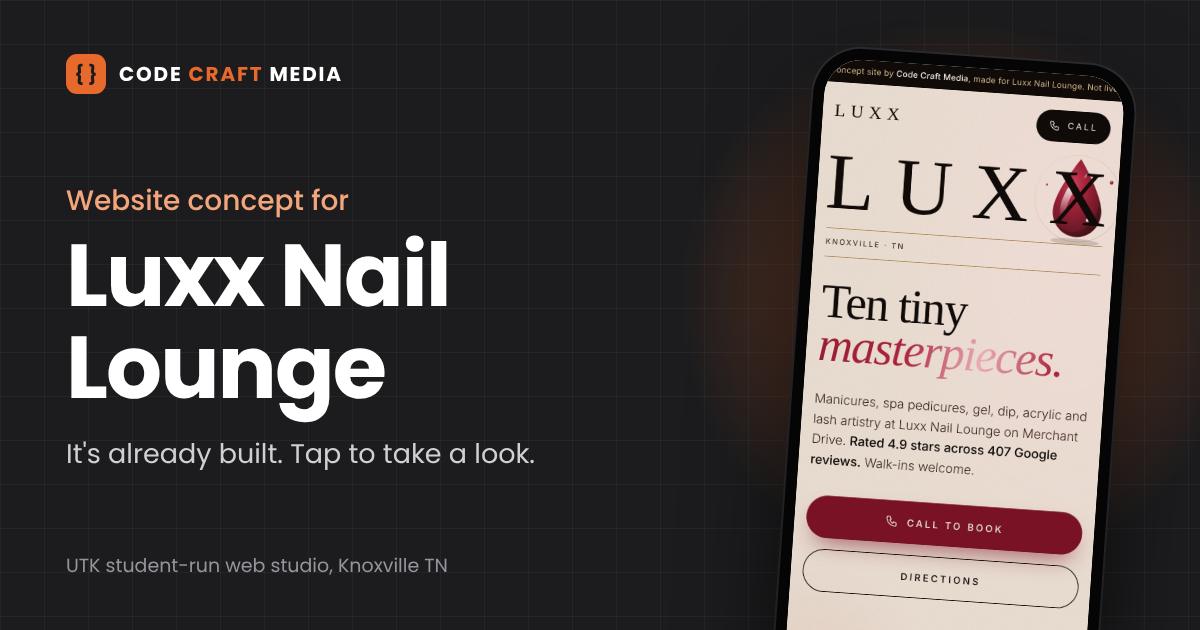 { } CODE CRAFT MEDIA
Website concept for
Luxx Nail
Lounge
It's already built. Tap to take a look.
UTK student-run web studio, Knoxville TN
concept site by Code Craft Media, made for Luxx Nail Lounge. Not live
LUXX
CALL
LUXX
KNOXVILLE · TN
Ten tiny
masterpieces.
Manicures, spa pedicures, gel, dip, acrylic and
lash artistry at Luxx Nail Lounge on Merchant
Drive. Rated 4.9 stars across 407 Google
reviews. Walk-ins welcome.
CALL TO BOOK
DIRECTIONS